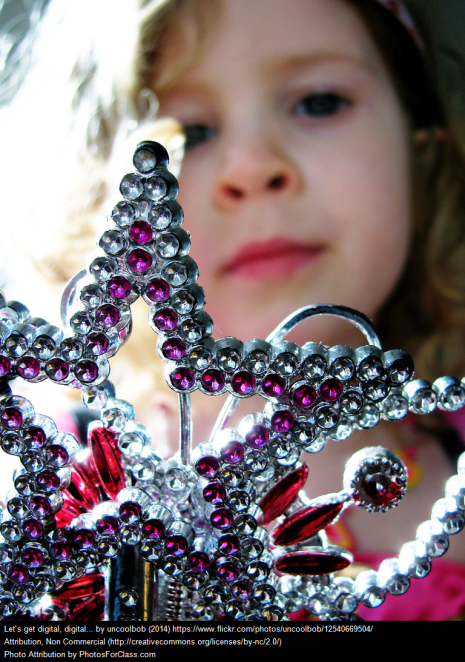 Let's get digital, digital... by uncoolbob (2014) https://www.flickr.com/photos/uncoolbob/12540669504/
Attribution, Non Commercial (http://creativecommons.org/licenses/by-nc/2.0/)
Photo Attribution by PhotosForClass.com